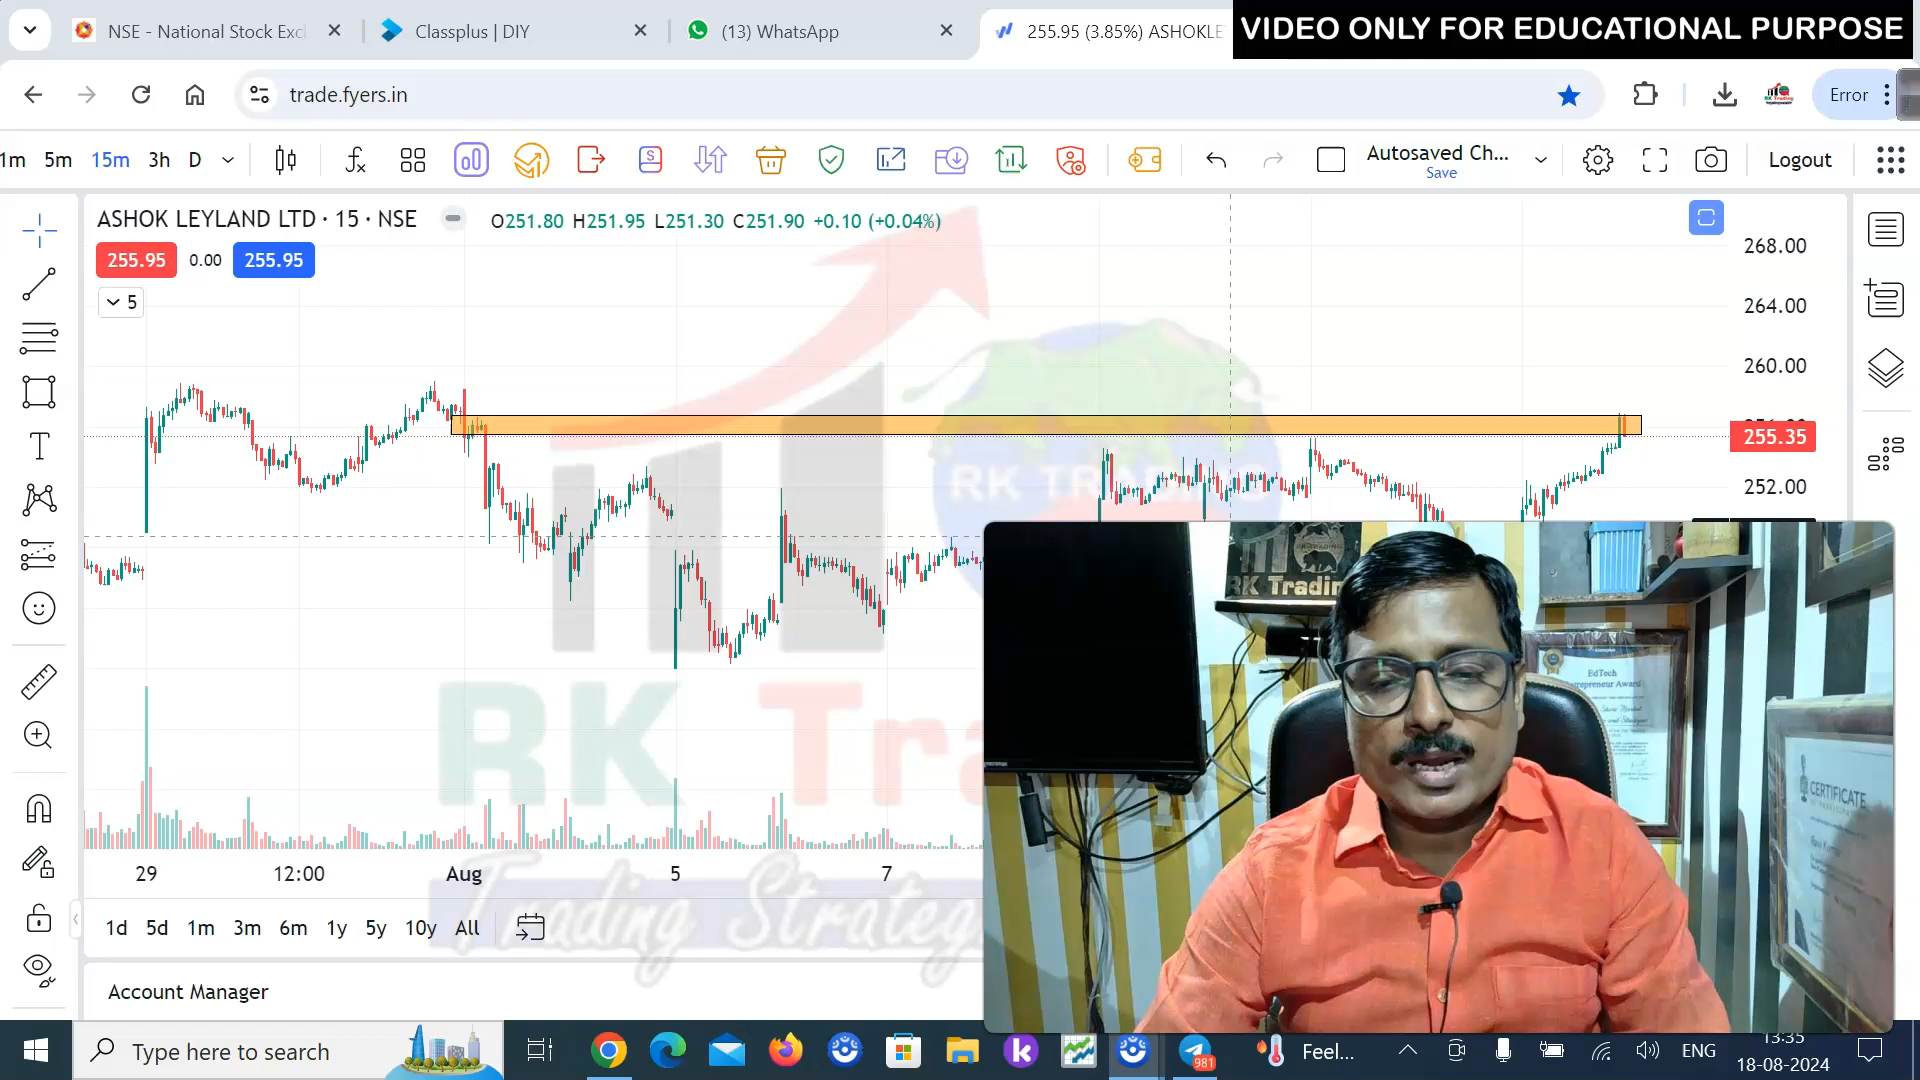 NSE - National Stock Exc
Classplus | DIY
(13) WhatsApp
255.95 (3.85%) ASHOKLE
VIDEO ONLY FOR EDUCATIONAL PURPOSE
trade.fyers.in
Error
1m 5m 15m 3h D
Autosaved Ch...
Save
Logout
ASHOK LEYLAND LTD · 15 · NSE
O251.80 H251.95 L251.30 C251.90 +0.10 (+0.04%)
255.95 0.00 255.95
5
268.00
264.00
260.00
255.35
252.00
RK TRADING
RK Trading
EdTech
Entrepreneur Award
CERTIFICATE
RK Tra
29 12:00 Aug 5 7
Trading Strateg
1d 5d 1m 3m 6m 1y 5y 10y All
Account Manager
Type here to search
981
Feel...
ENG
13:35
18-08-2024